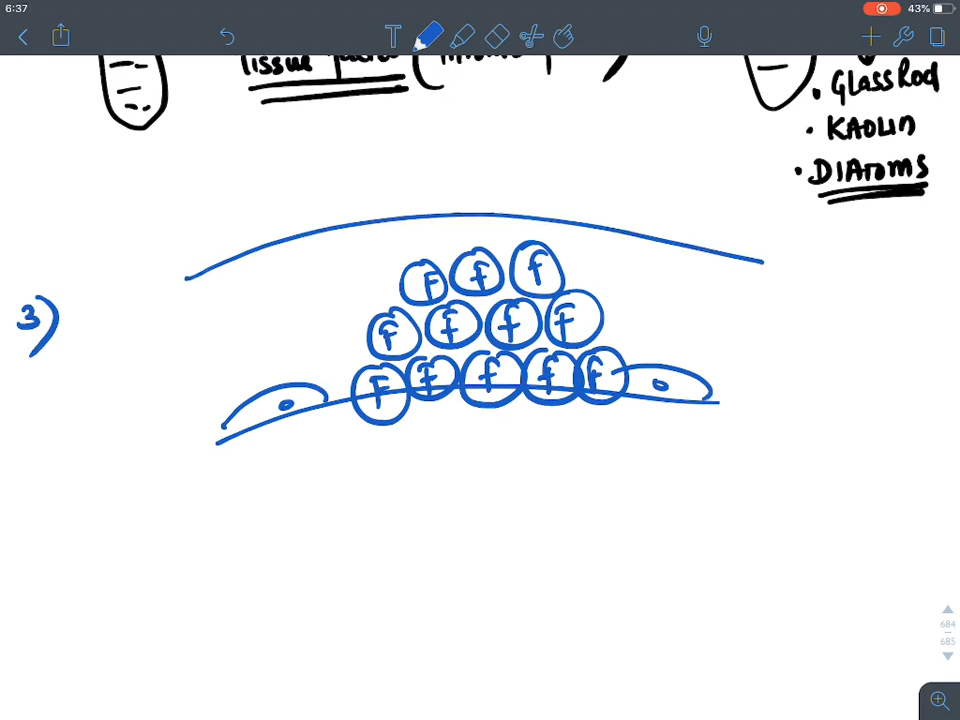 6:37
43%
T
Tissue
Glass Rod
• KAOLIN
• DIATOMS
F f f
3)
f f f F
F f f f f
684
685